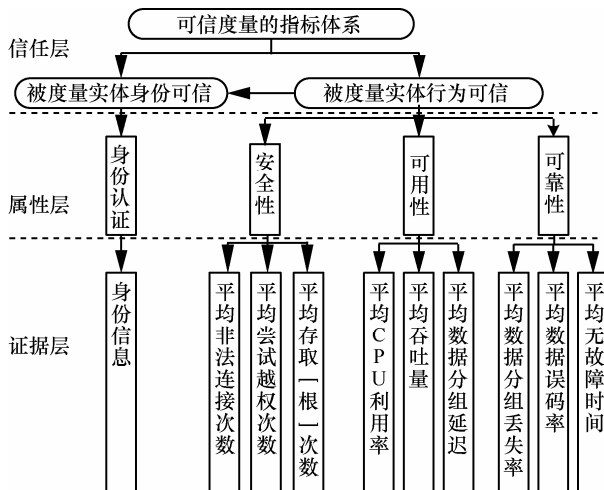 可信度量的指标体系
信任层
被度量实体身份可信
被度量实体行为可信
属性层
身份认证
安全性
可用性
可靠性
证据层
身份信息
平均非法连接次数
平均尝试越权次数
平均存取[根]次数
平均CPU利用率
平均吞吐量
平均数据分组延迟
平均数据分组丢失率
平均数据误码率
平均无故障时间